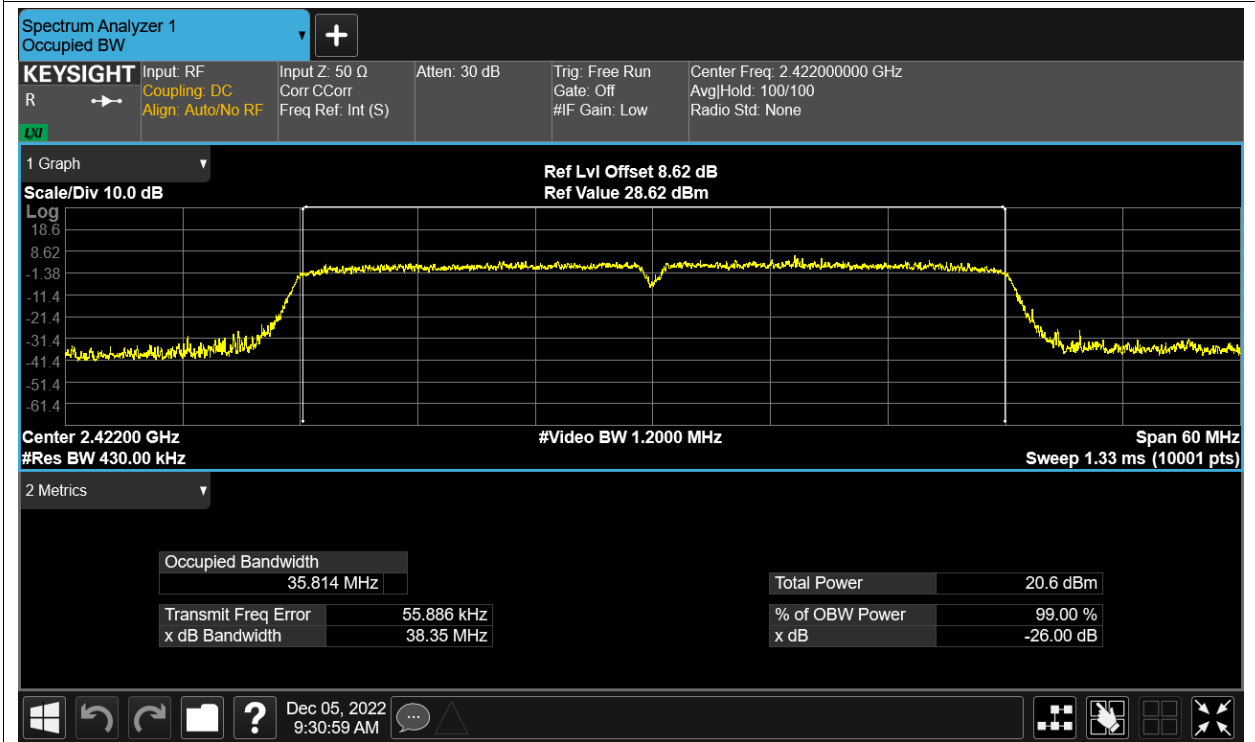 Spectrum Analyzer 1
Occupied BW
KEYSIGHT
R
LXI
Input: RF
Coupling: DC
Align: Auto/No RF
Input Z: 50 Ω
Corr CCorr
Freq Ref: Int (S)
Atten: 30 dB
Trig: Free Run
Gate: Off
#IF Gain: Low
Center Freq: 2.422000000 GHz
Avg|Hold: 100/100
Radio Std: None
1 Graph
Scale/Div 10.0 dB
Ref Lvl Offset 8.62 dB
Ref Value 28.62 dBm
Log
18.6
8.62
-1.38
-11.4
-21.4
-31.4
-41.4
-51.4
-61.4
Center 2.42200 GHz
#Video BW 1.2000 MHz
Span 60 MHz
#Res BW 430.00 kHz
Sweep 1.33 ms (10001 pts)
2 Metrics
Occupied Bandwidth
35.814 MHz
Total Power 20.6 dBm
Transmit Freq Error 55.886 kHz
% of OBW Power 99.00 %
x dB Bandwidth 38.35 MHz
x dB -26.00 dB
?
Dec 05, 2022
9:30:59 AM